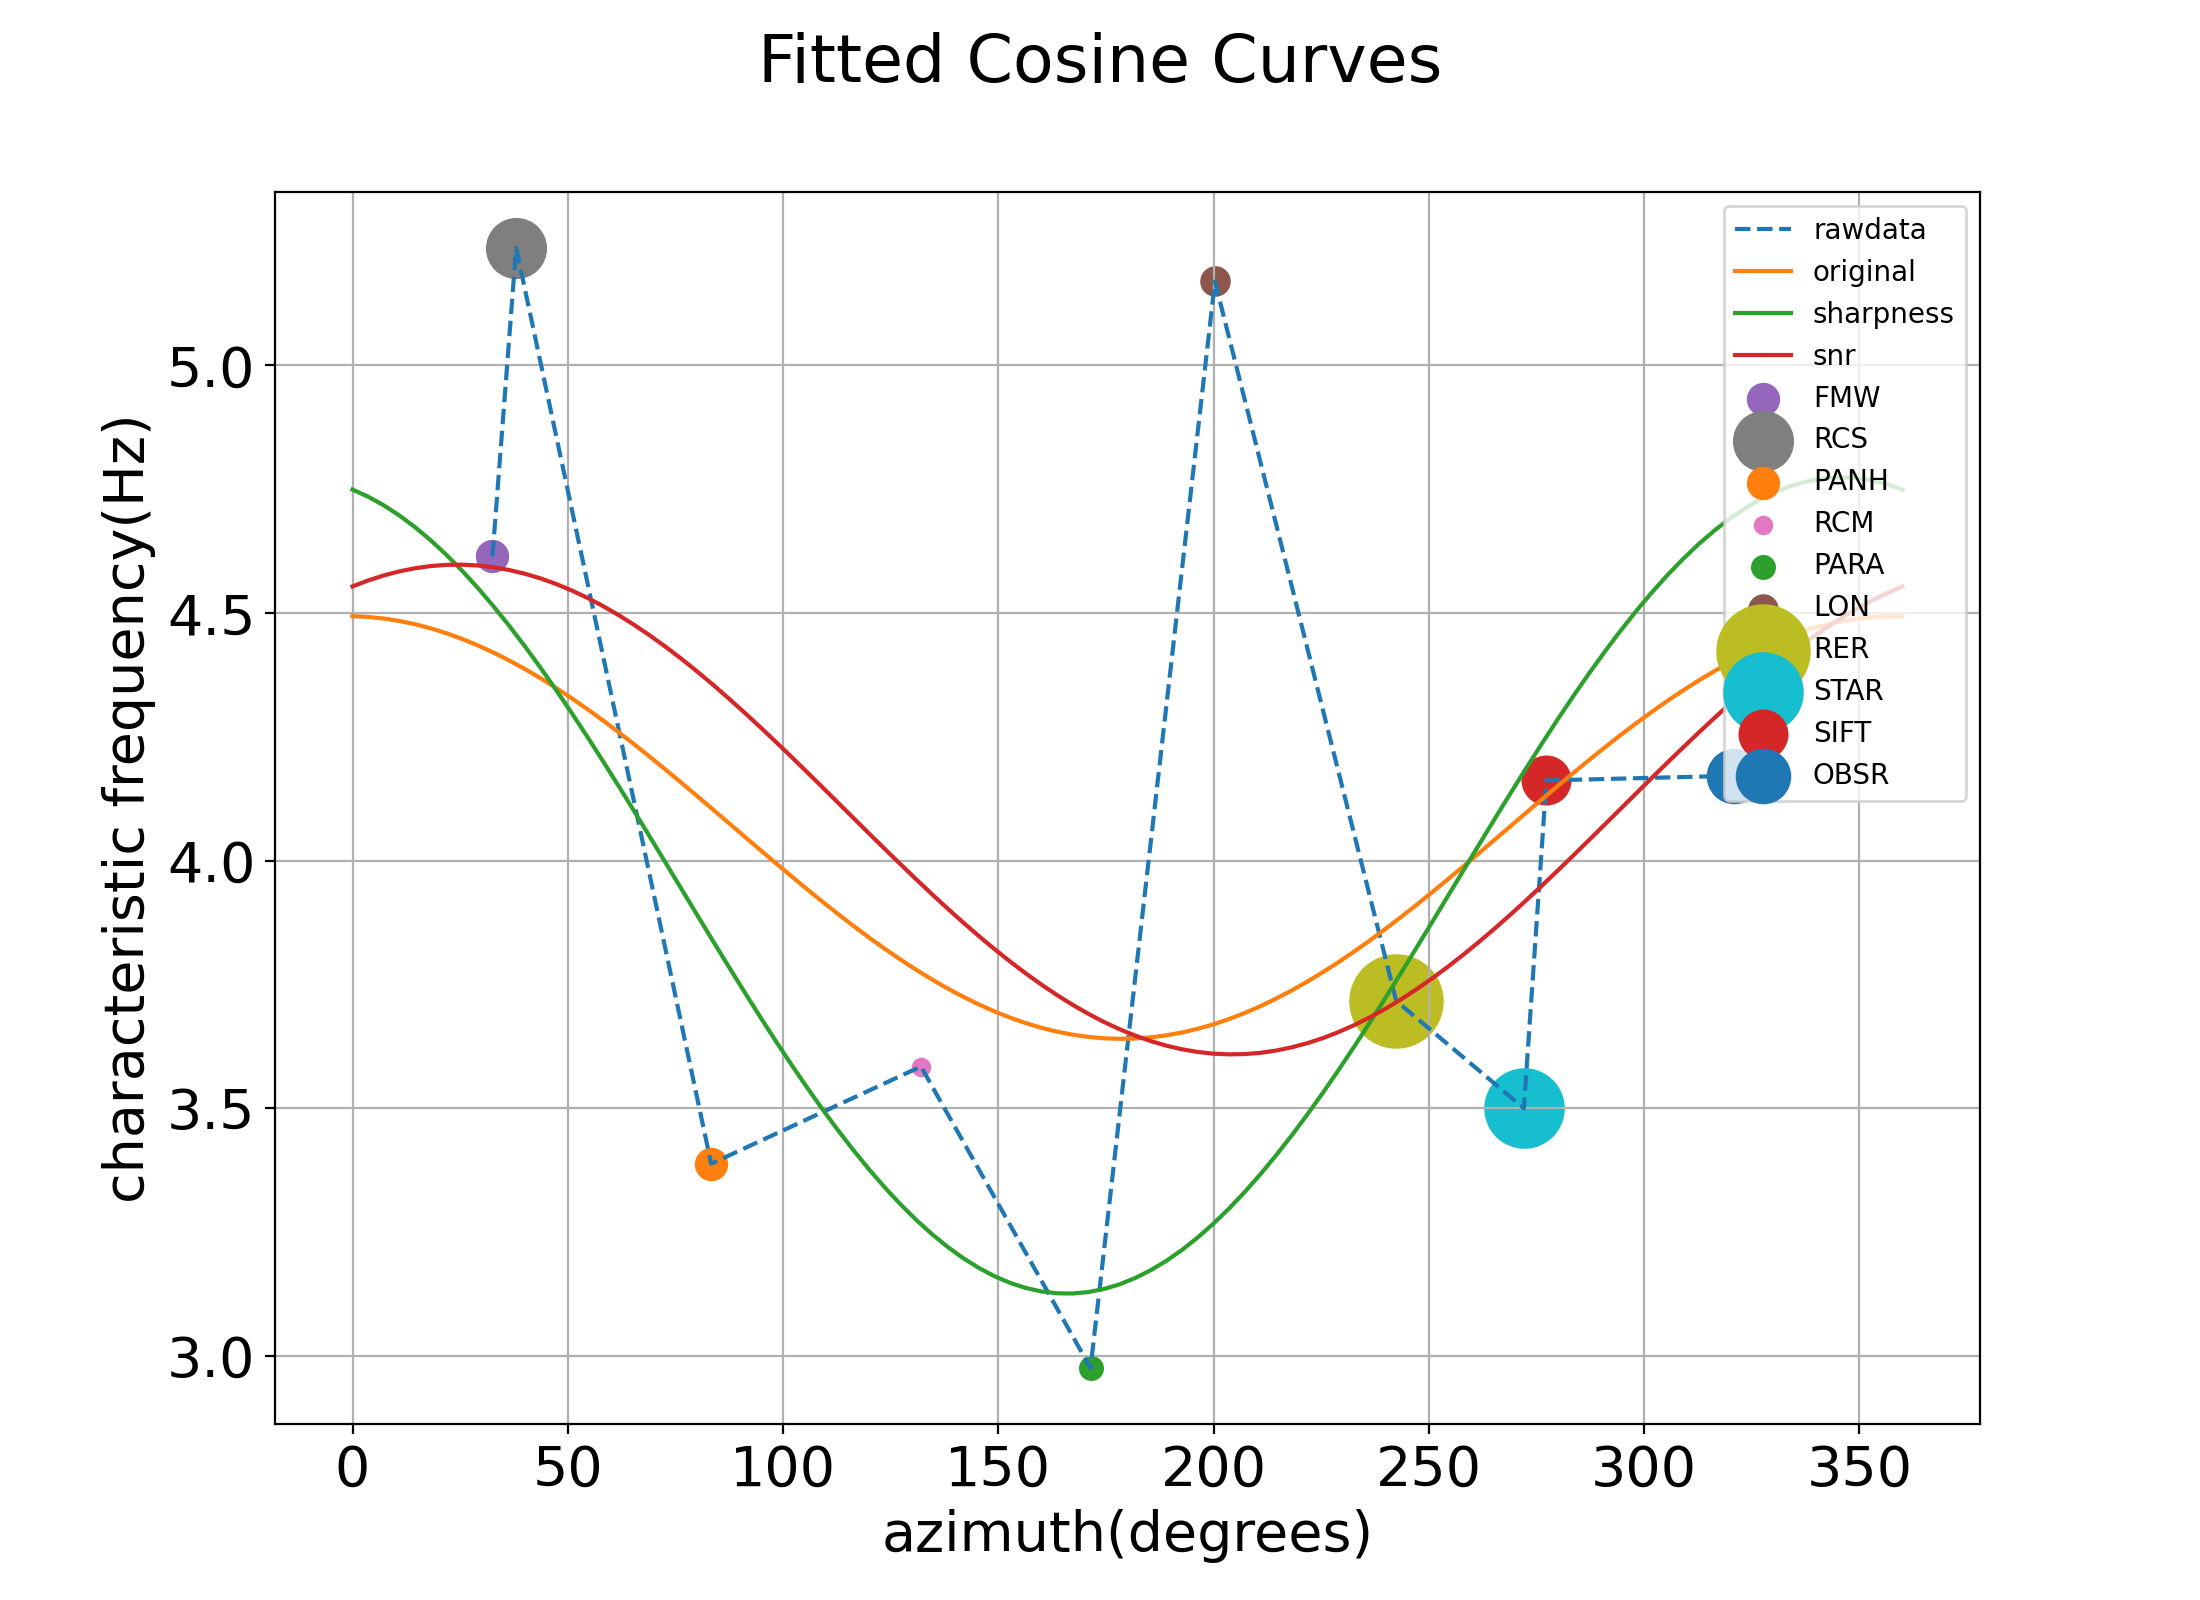 Fitted Cosine Curves
rawdata
original
sharpness
snr
FMW
RCS
PANH
RCM
PARA
LON
RER
STAR
SIFT
OBSR
characteristic frequency(Hz)
5.0
4.5
4.0
3.5
3.0
0 50 100 150 200 250 300 350
azimuth(degrees)